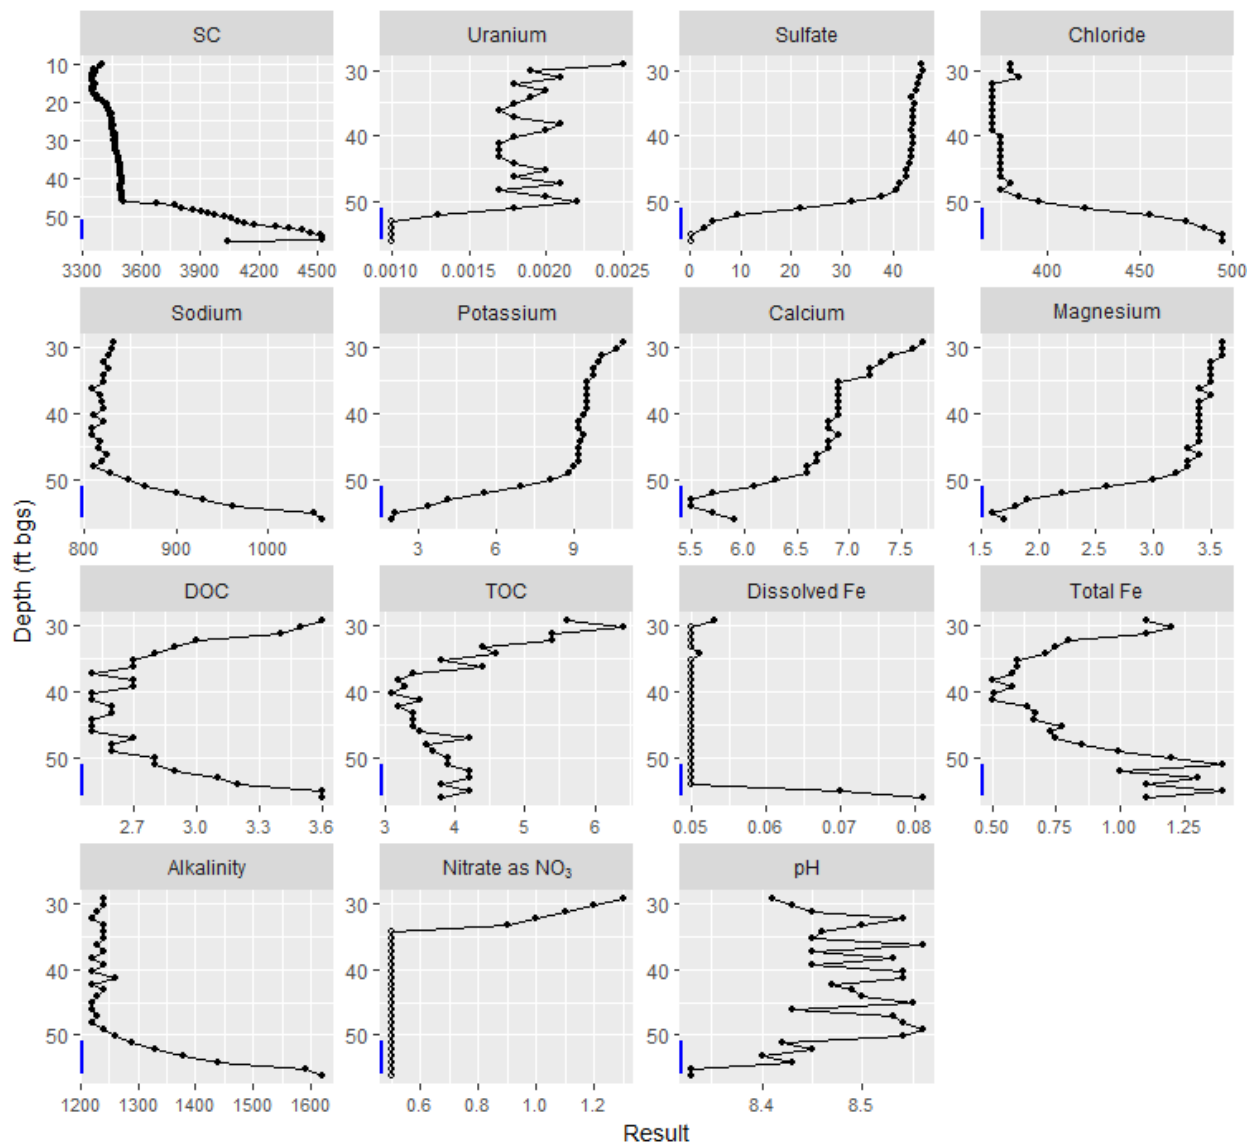 SC Uranium Sulfate Chloride
10 20 30 40 50
30 40 50
30 40 50
30 40 50
3300 3600 3900 4200 4500
0.0010 0.0015 0.0020 0.0025
0 10 20 30 40
400 450 500
Sodium Potassium Calcium Magnesium
30 40 50
30 40 50
30 40 50
30 40 50
800 900 1000
3 6 9
5.5 6.0 6.5 7.0 7.5
1.5 2.0 2.5 3.0 3.5
Depth (ft bgs)
DOC TOC Dissolved Fe Total Fe
30 40 50
30 40 50
30 40 50
30 40 50
2.7 3.0 3.3 3.6
3 4 5 6
0.05 0.06 0.07 0.08
0.50 0.75 1.00 1.25
Alkalinity Nitrate as NO₃ pH
30 40 50
30 40 50
30 40 50
1200 1300 1400 1500 1600
0.6 0.8 1.0 1.2
8.4 8.5
Result